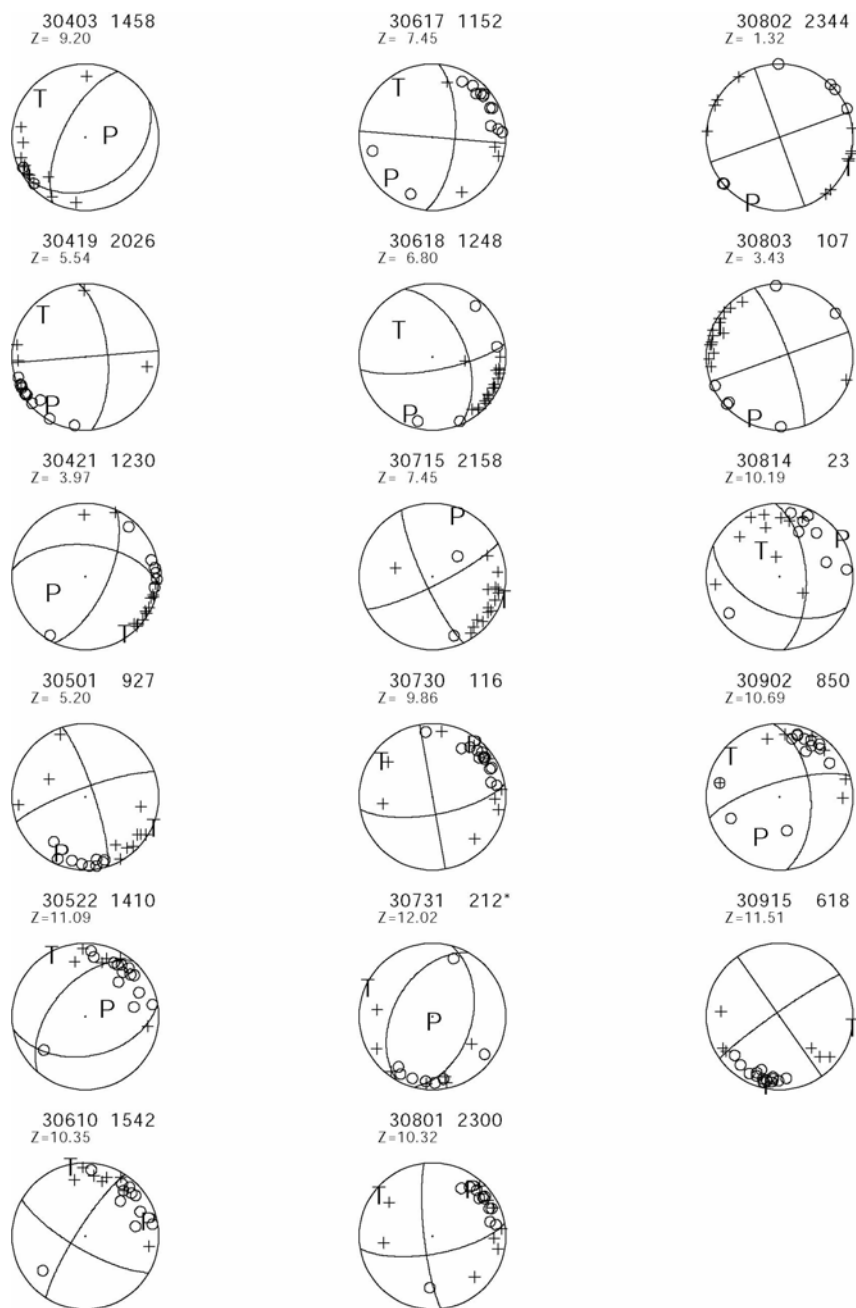 30403 1458
Z= 9.20
T
P
30419 2026
Z= 5.54
T
P
30421 1230
Z= 3.97
P
T
30501 927
Z= 5.20
P
T
30522 1410
Z=11.09
T
P
30610 1542
Z=10.35
T
P
30617 1152
Z= 7.45
T
P
30618 1248
Z= 6.80
T
P
30715 2158
Z= 7.45
P
T
30730 116
Z= 9.86
T
P
30731 212*
Z=12.02
T
P
30801 2300
Z=10.32
T
P
30802 2344
Z= 1.32
T
P
30803 107
Z= 3.43
T
P
30814 23
Z=10.19
T
P
30902 850
Z=10.69
T
P
30915 618
Z=11.51
T
P